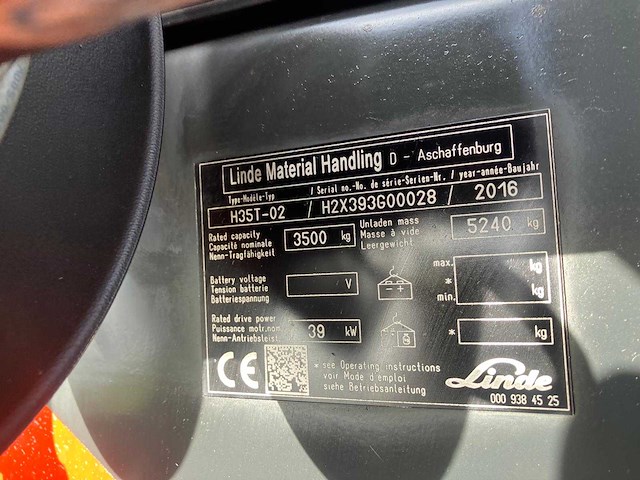 Linde Material Handling D - Aschaffenburg
Type-Modèle-Typ / Serial no.-No. de série-Serien-Nr. / year-année-Baujahr
H35T-02 / H2X393G00028 / 2016
Rated capacity
Capacité nominale
Nenn-Tragfähigkeit
3500 kg
Unladen mass
Masse à vide
Leergewicht
5240 kg
Battery voltage
Tension batterie
Batteriespannung
V
max. kg
*
min. kg
Rated drive power
Puissance motr.nom.
Nenn-Antriebsleist.
39 kW
* kg
CE
* see Operating instructions
voir Mode d'emploi
siehe Betriebsanleitung
Linde
000 938 45 25